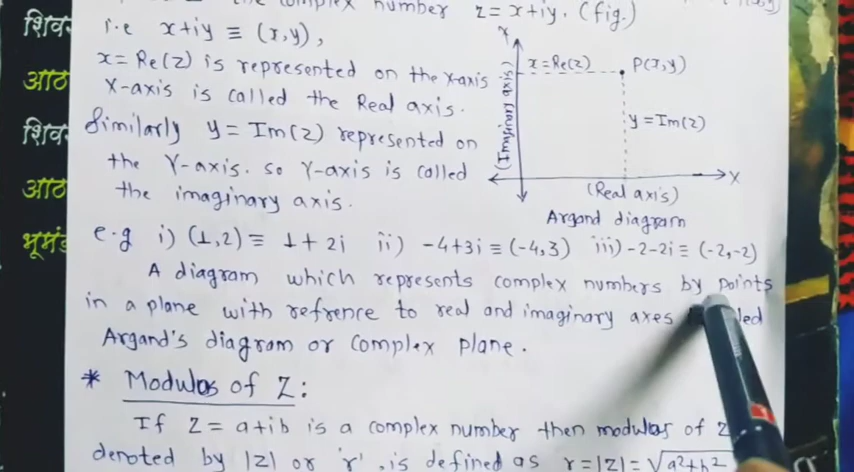 complex number z = x+iy. (fig.)
i.e x+iy ≡ (x,y),
x = Re(z) is represented on the x-axis
X-axis is called the Real axis.
Similarly y = Im(z) represented on
the Y-axis. so Y-axis is called
the imaginary axis.
Y
x = Re(z)
P(x,y)
(Imaginary axis)
y = Im(z)
X
(Real axis)
Argand diagram
e.g i) (1,2) ≡ 1+2i ii) -4+3i ≡ (-4,3) iii) -2-2i ≡ (-2,-2)
A diagram which represents complex numbers by points
in a plane with refrence to real and imaginary axes
Argand's diagram or complex plane.
* Modulus of Z:
If Z = a+ib is a complex number then modulus of z
denoted by |z| or 'r', is defined as r = |z| = √a²+b²
शिव
आठ
शिव
आठ